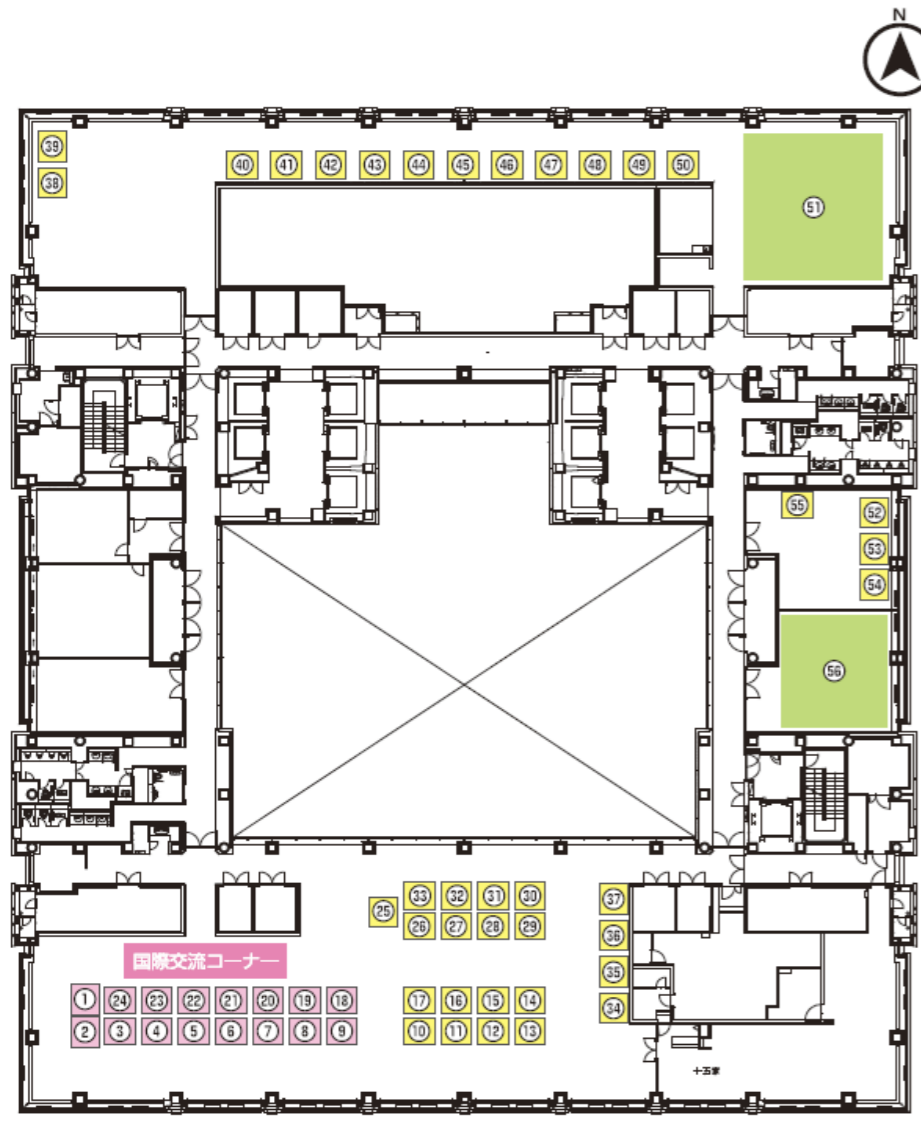 N
㊴
㊳
㊵ ㊶ ㊷ ㊸ ㊹ ㊺ ㊻ ㊼ ㊽ ㊾ ㊿
51
55
52
53
54
56
㉝ ㉜ ㉛ ㉚
㉕
㉖ ㉗ ㉘ ㉙
㊲
㊱
㉟
㉞
国際交流コーナー
① ㉔ ㉓ ㉒ ㉑ ⑳ ⑲ ⑱
② ③ ④ ⑤ ⑥ ⑦ ⑧ ⑨
⑰ ⑯ ⑮ ⑭
⑩ ⑪ ⑫ ⑬